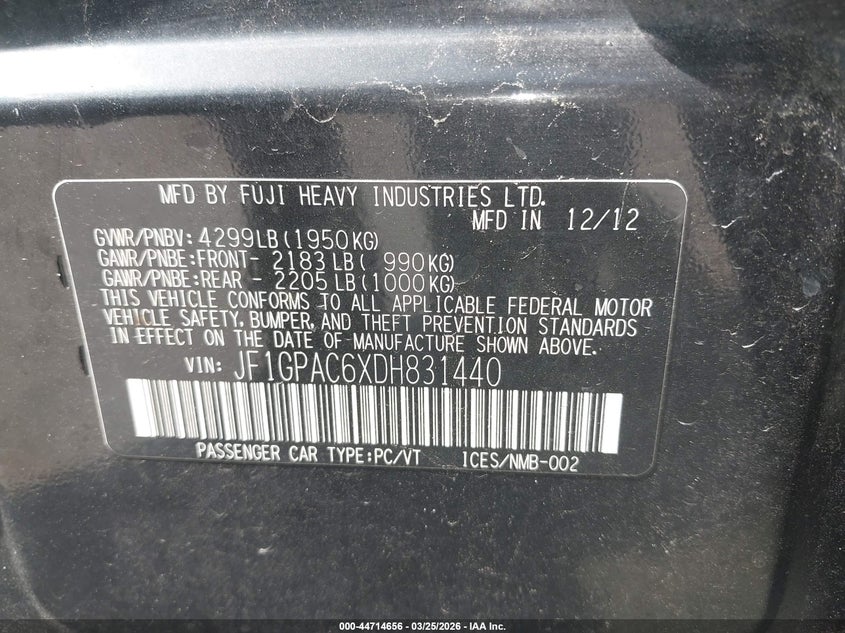 MFD BY FUJI HEAVY INDUSTRIES LTD.
MFD IN 12/12
GVWR/PNBV: 4299LB(1950KG)
GAWR/PNBE:FRONT- 2183 LB( 990KG)
GAWR/PNBE:REAR - 2205 LB(1000KG)
THIS VEHICLE CONFORMS TO ALL APPLICABLE FEDERAL MOTOR
VEHICLE SAFETY, BUMPER, AND THEFT PREVENTION STANDARDS
IN EFFECT ON THE DATE OF MANUFACTURE SHOWN ABOVE.
VIN: JF1GPAC6XDH831440
PASSENGER CAR TYPE:PC/VT ICES/NMB-002
000-44714656 — 03/25/2026 — IAA Inc.